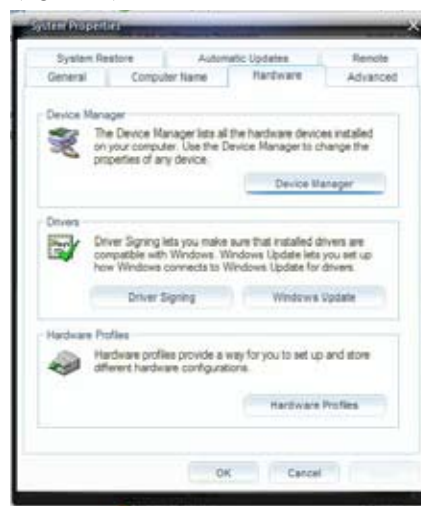 System Properties
System Restore Automatic Updates Remote
General Computer Name Hardware Advanced
Device Manager
The Device Manager lists all the hardware devices installed
on your computer. Use the Device Manager to change the
properties of any device.
Device Manager
Drivers
Driver Signing lets you make sure that installed drivers are
compatible with Windows. Windows Update lets you set up
how Windows connects to Windows Update for drivers.
Driver Signing Windows Update
Hardware Profiles
Hardware profiles provide a way for you to set up and store
different hardware configurations.
Hardware Profiles
OK Cancel